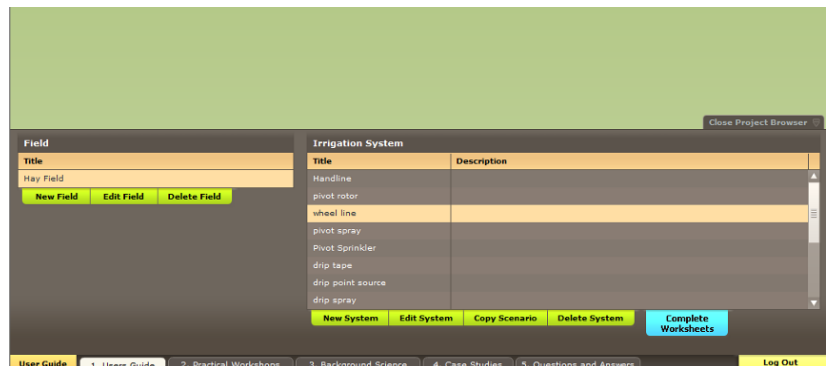 Close Project Browser
Field
Title
Hay Field
New Field Edit Field Delete Field
Irrigation System
Title Description
Handline
pivot rotor
wheel line
pivot spray
Pivot Sprinkler
drip tape
drip point source
drip spray
New System Edit System Copy Scenario Delete System Complete Worksheets
User Guide 1. Users Guide 2. Practical Workshops 3. Background Science 4. Case Studies 5. Questions and Answers Log Out